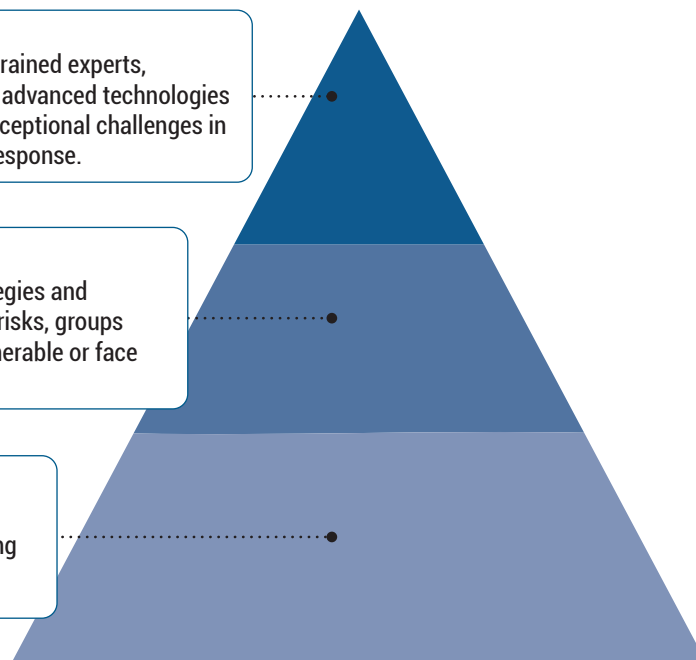 rained experts,
advanced technologies
ceptional challenges in
esponse.
egies and
risks, groups
nerable or face
ng